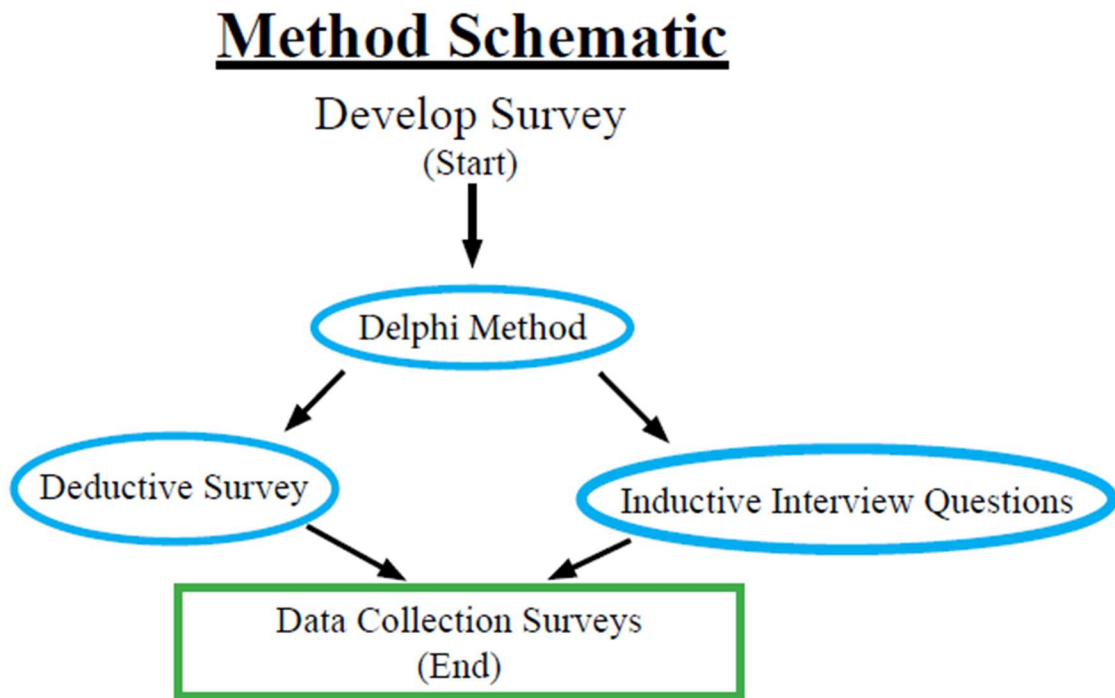 Method Schematic
Develop Survey
(Start)
Delphi Method
Deductive Survey
Inductive Interview Questions
Data Collection Surveys
(End)